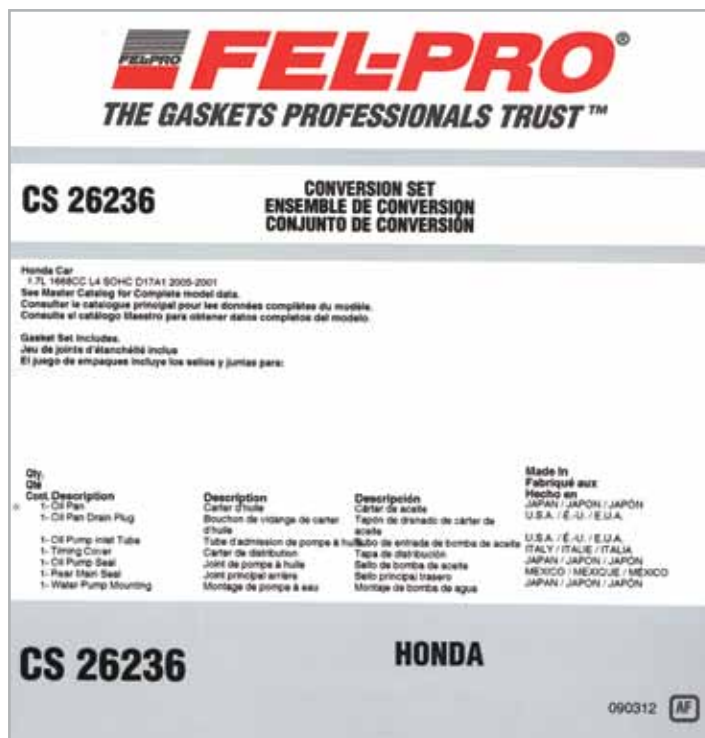 FEL-PRO
FEL-PRO®
THE GASKETS PROFESSIONALS TRUST™
CS 26236
CONVERSION SET
ENSEMBLE DE CONVERSION
CONJUNTO DE CONVERSIÓN
Honda Car
1.7L 1668CC L4 SOHC D17A1 2005-2001
See Master Catalog for Complete model data.
Consulter le catalogue principal pour les données complètes du modèle.
Consulte el catálogo Maestro para obtener datos completos del modelo.
Gasket Set Includes.
Jeu de joints d'étanchéité inclus
El juego de empaques incluye los sellos y juntas para:
Qty.
Qté
Cont. Description Description Descripción Made In
Fabriqué aux
Hecho en
1- Oil Pan Carter d'huile Cárter de aceite JAPAN / JAPON / JAPÓN
1- Oil Pan Drain Plug Bouchon de vidange de carter d'huile Tapón de drenado de cárter de aceite U.S.A. / É.-U. / E.U.A.
1- Oil Pump Inlet Tube Tube d'admission de pompe à huile Tubo de entrada de bomba de aceite U.S.A. / É.-U. / E.U.A.
1- Timing Cover Carter de distribution Tapa de distribución ITALY / ITALIE / ITALIA
1- Oil Pump Seal Joint de pompe à huile Sello de bomba de aceite JAPAN / JAPON / JAPÓN
1- Rear Main Seal Joint principal arrière Sello principal trasero MEXICO / MEXIQUE / MÉXICO
1- Water Pump Mounting Montage de pompe à eau Montaje de bomba de agua JAPAN / JAPON / JAPÓN
CS 26236
HONDA
090312 AF